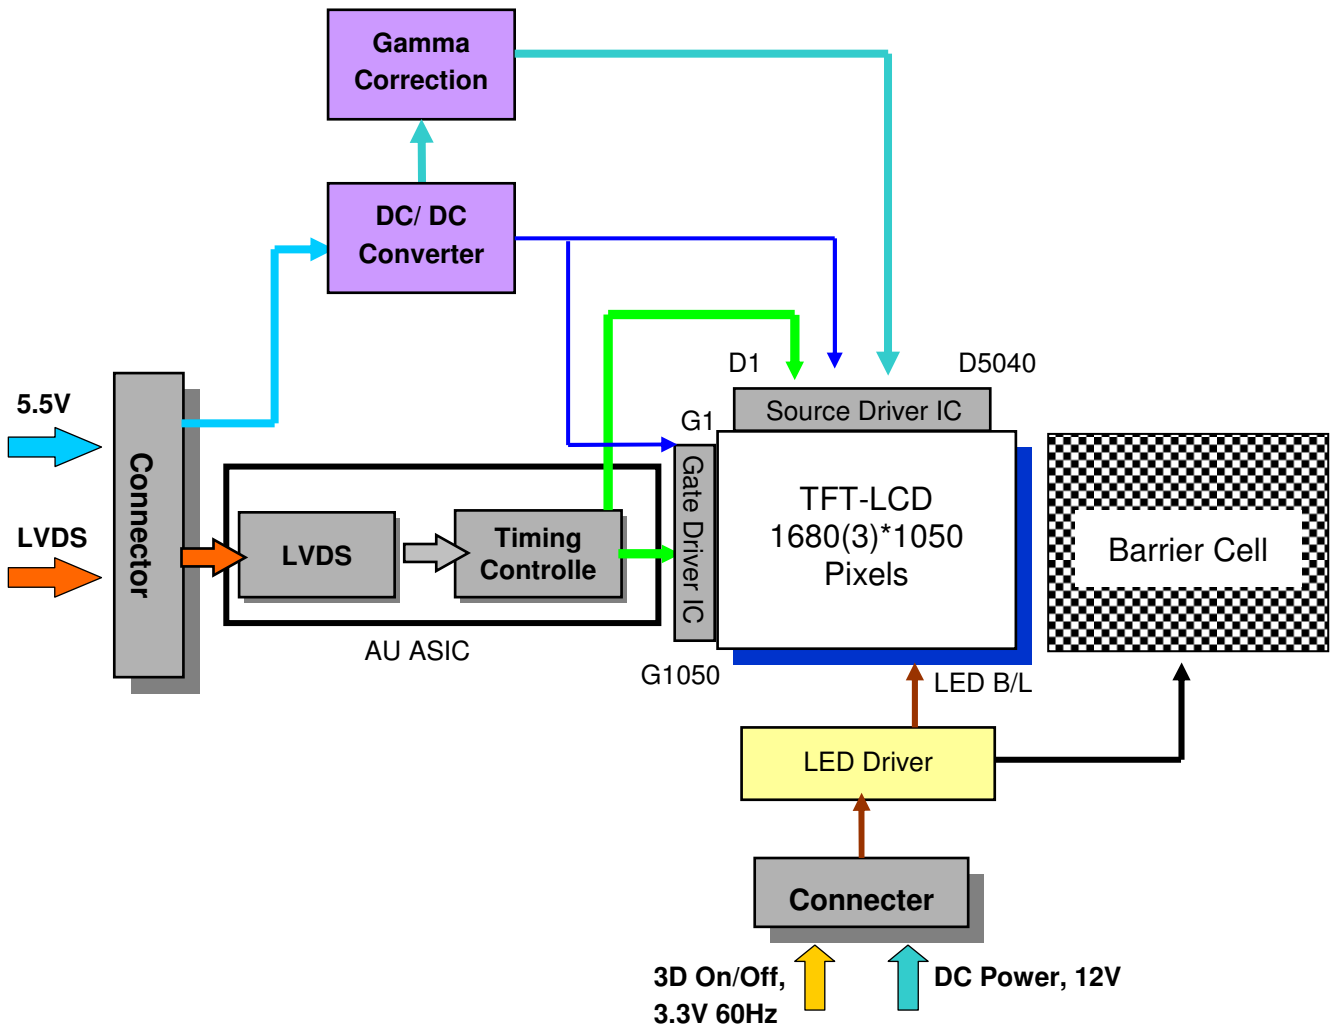 Gamma
Correction
DC/ DC
Converter
D1
D5040
5.5V
Source Driver IC
G1
Connector
Gate Driver IC
TFT-LCD
1680(3)*1050
Pixels
LVDS
LVDS
Timing
Controlle
Barrier Cell
AU ASIC
G1050
LED B/L
LED Driver
Connecter
3D On/Off,
3.3V 60Hz
DC Power, 12V